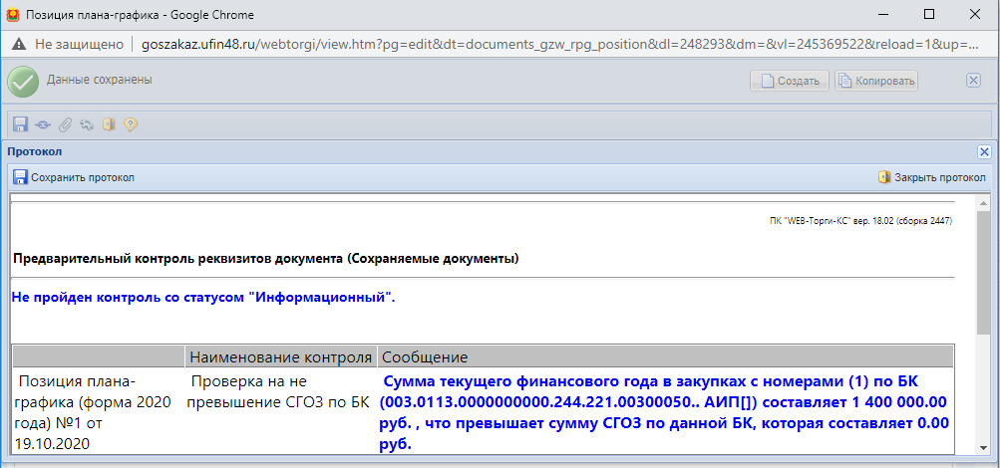 Позиция плана-графика - Google Chrome
Не защищено goszakaz.ufin48.ru/webtorgi/view.htm?pg=edit&dt=documents_gzw_rpg_position&dl=248293&dm=&vl=245369522&reload=1&up=...
Данные сохранены
Создать
Копировать
Протокол
Сохранить протокол
Закрыть протокол
ПК "WEB-Торги-КС" вер. 18.02 (сборка 2447)
Предварительный контроль реквизитов документа (Сохраняемые документы)
Не пройден контроль со статусом "Информационный".
Наименование контроля
Сообщение
Позиция плана-
графика (форма 2020
года) №1 от
19.10.2020
Проверка на не
превышение СГОЗ по БК
Сумма текущего финансового года в закупках с номерами (1) по БК
(003.0113.0000000000.244.221.00300050.. АИП[]) составляет 1 400 000.00
руб. , что превышает сумму СГОЗ по данной БК, которая составляет 0.00
руб.